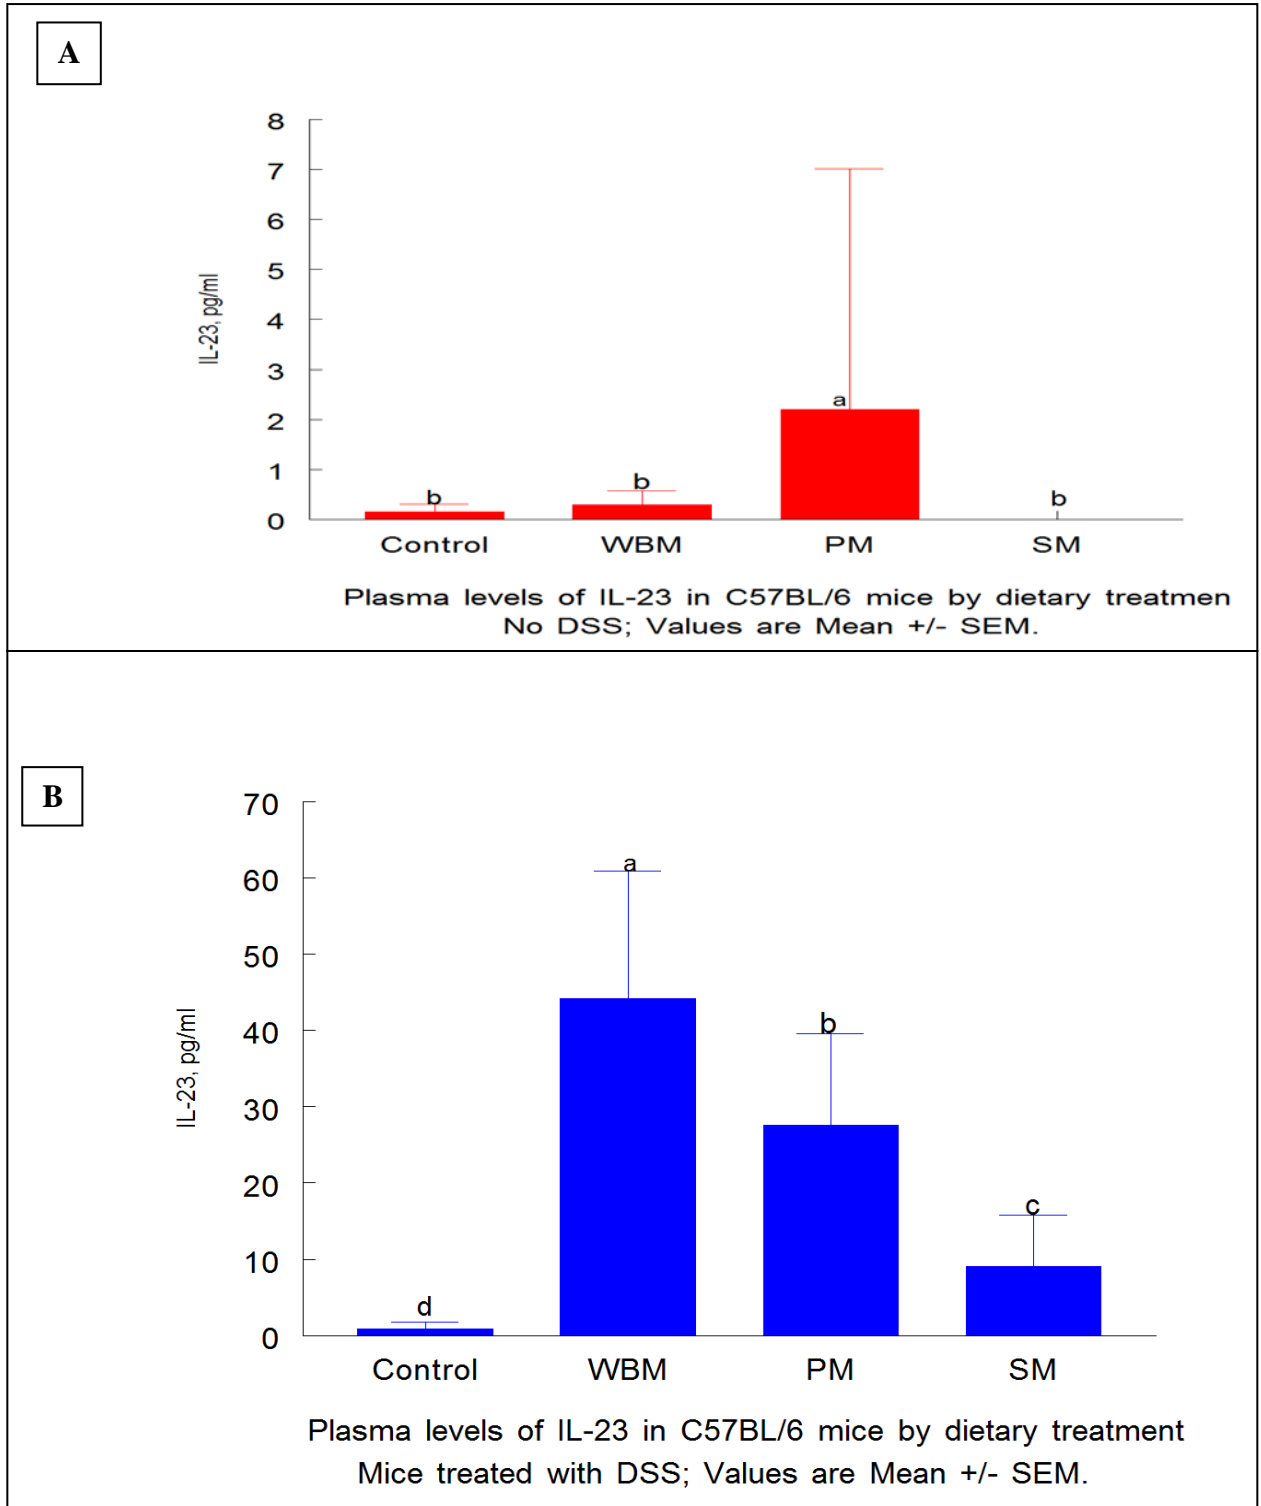 A
8
7
6
5
4
3
2
1
0
IL-23, pg/ml
b
b
a
b
Control WBM PM SM
Plasma levels of IL-23 in C57BL/6 mice by dietary treatmen
No DSS; Values are Mean +/- SEM.
B
70
60
50
40
30
20
10
0
IL-23, pg/ml
d
a
b
c
Control WBM PM SM
Plasma levels of IL-23 in C57BL/6 mice by dietary treatment
Mice treated with DSS; Values are Mean +/- SEM.